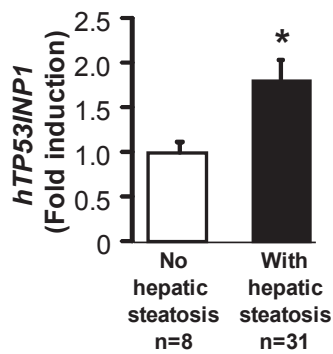 hTP53INP1
(Fold induction)
2.5
2.0
1.5
1.0
0.5
0
*
No
hepatic
steatosis
n=8
With
hepatic
steatosis
n=31